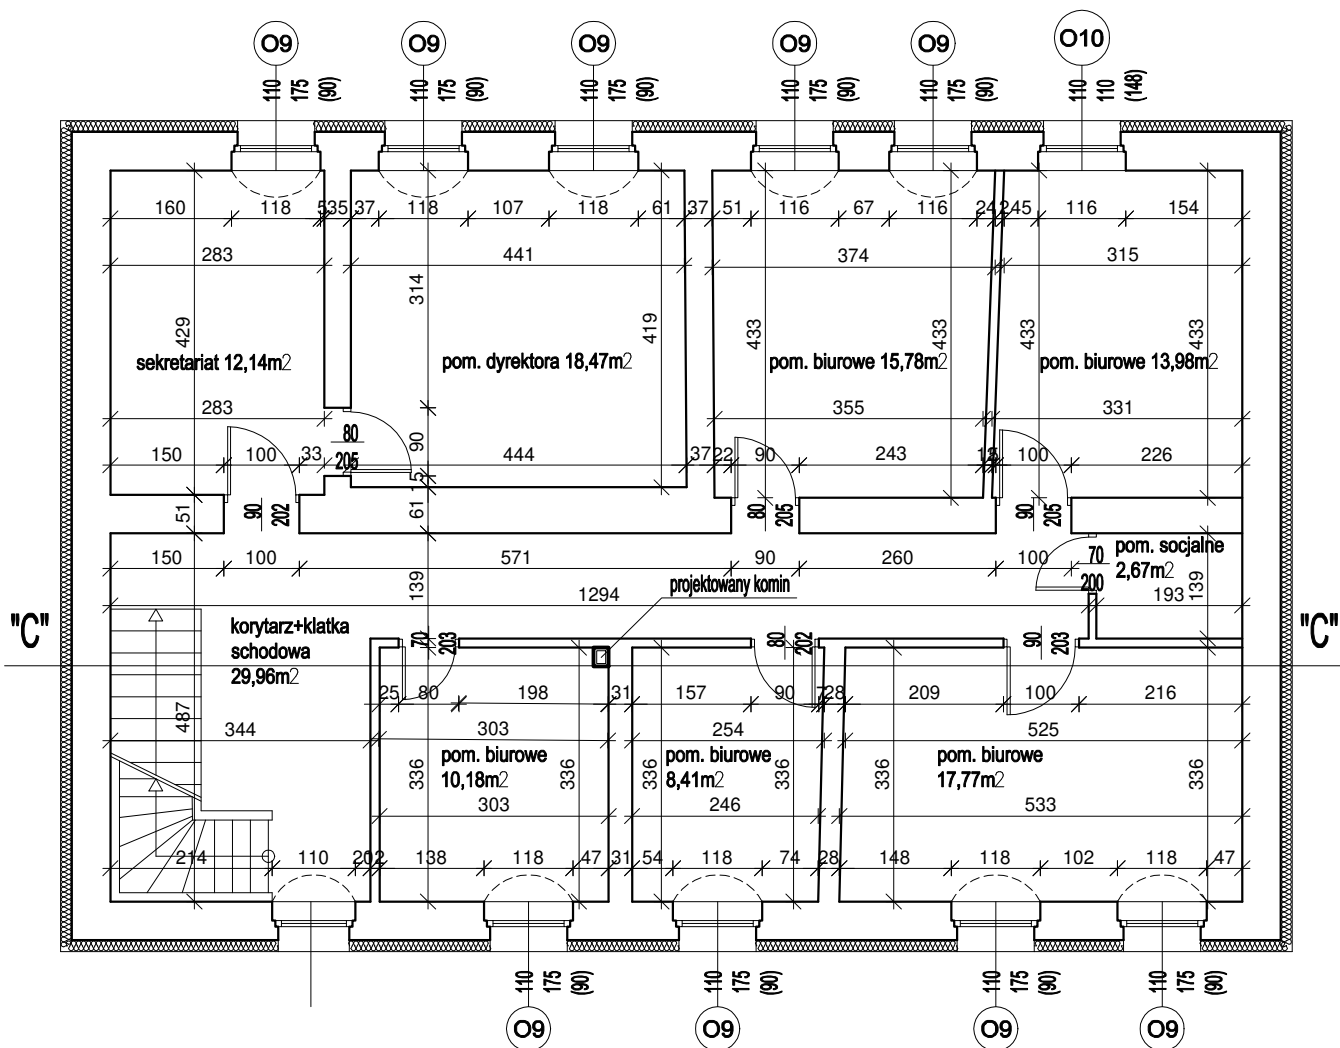 O9 O9 O9 O9 O9 O10
110 175 (90) 110 175 (90) 110 175 (90) 110 175 (90) 110 175 (90) 110 110 (148)
160 118 535 37 118 107 118 61 37 51 116 67 116 24 245 116 154
283 441 374 315
314
429 419 433 433 433 433
sekretariat 12,14m2 pom. dyrektora 18,47m2 pom. biurowe 15,78m2 pom. biurowe 13,98m2
283 355 331
80
205
90
150 100 33 444 37 22 90 243 100 226
15
51 90 202 61 80 205 90 205
150 100 571 90 260 100
70
200
pom. socjalne
2,67m2
139 139
projektowany komin
1294 193
"C" "C"
korytarz+klatka
schodowa
29,96m2
70 203 80 202 90 203
25 80 198 31 157 90 7 28 209 100 216
487
344 303 254 525
pom. biurowe
10,18m2
pom. biurowe
8,41m2
pom. biurowe
17,77m2
336 336 336 336 336 336
303 246 533
214 110 202 138 118 47 31 54 118 74 28 148 118 102 118 47
110 175 (90) 110 175 (90) 110 175 (90) 110 175 (90)
O9 O9 O9 O9